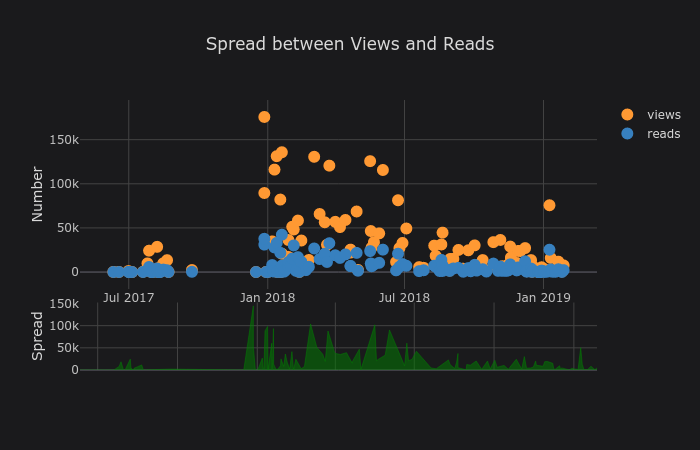 Spread between Views and Reads
views
reads
Number
150k
100k
50k
0
Jul 2017
Jan 2018
Jul 2018
Jan 2019
Spread
150k
100k
50k
0